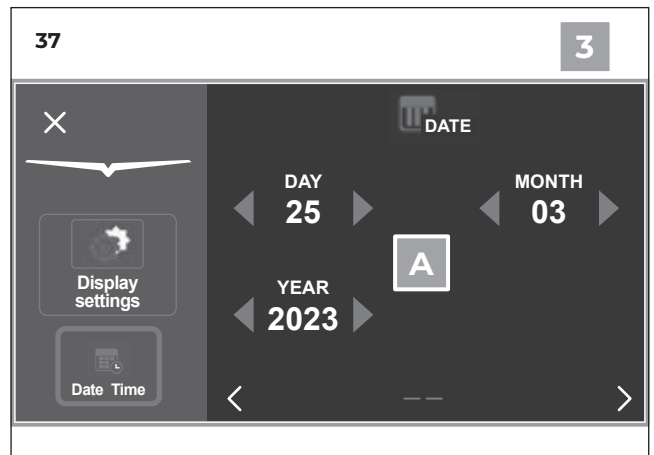 37
3
DATE
DAY
25
MONTH
03
A
YEAR
2023
Display
settings
Date Time